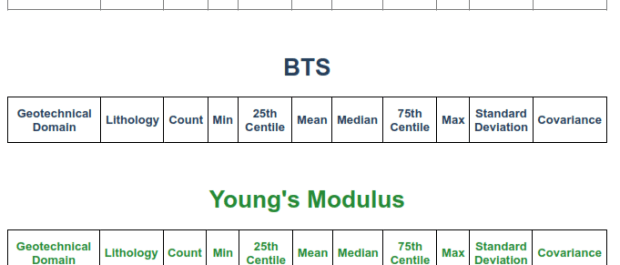 BTS
Geotechnical Domain Lithology Count Min 25th Centile Mean Median 75th Centile Max Standard Deviation Covariance
Young's Modulus
Geotechnical Domain Lithology Count Min 25th Centile Mean Median 75th Centile Max Standard Deviation Covariance